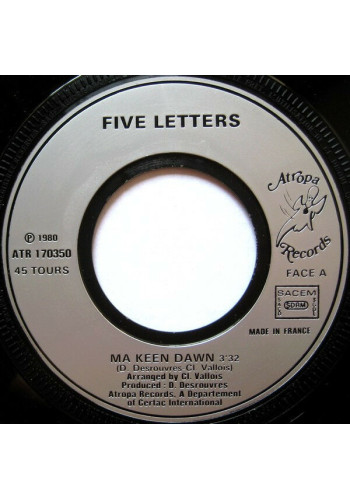 FIVE LETTERS
Atropa
Records
℗ 1980
ATR 170350
45 TOURS
FACE A
SACEM
SDRM
MADE IN FRANCE
MA KEEN DAWN 3'32
(D. Desrouvres-Cl. Vallois)
Arranged by Cl. Vallois
Produced : D. Desrouvres
Atropa Records, A Departement
of Certac International